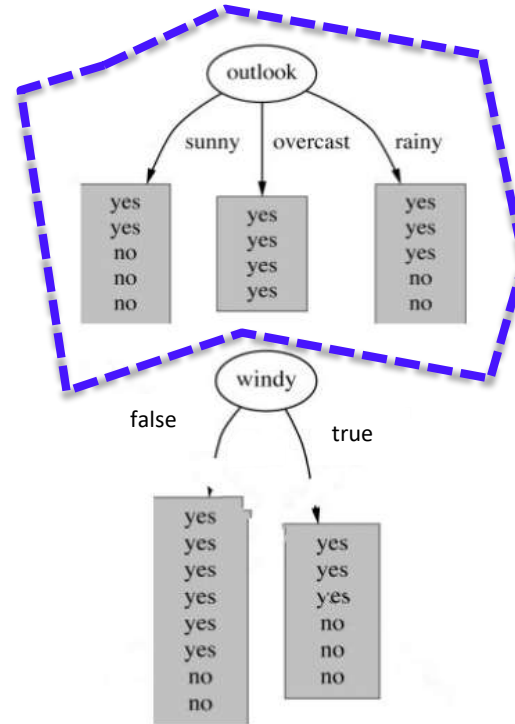 outlook
sunny overcast rainy
yes
yes
no
no
no
yes
yes
yes
yes
yes
yes
yes
no
no
windy
false
true
yes
yes
yes
yes
yes
yes
no
no
yes
yes
yes
no
no
no